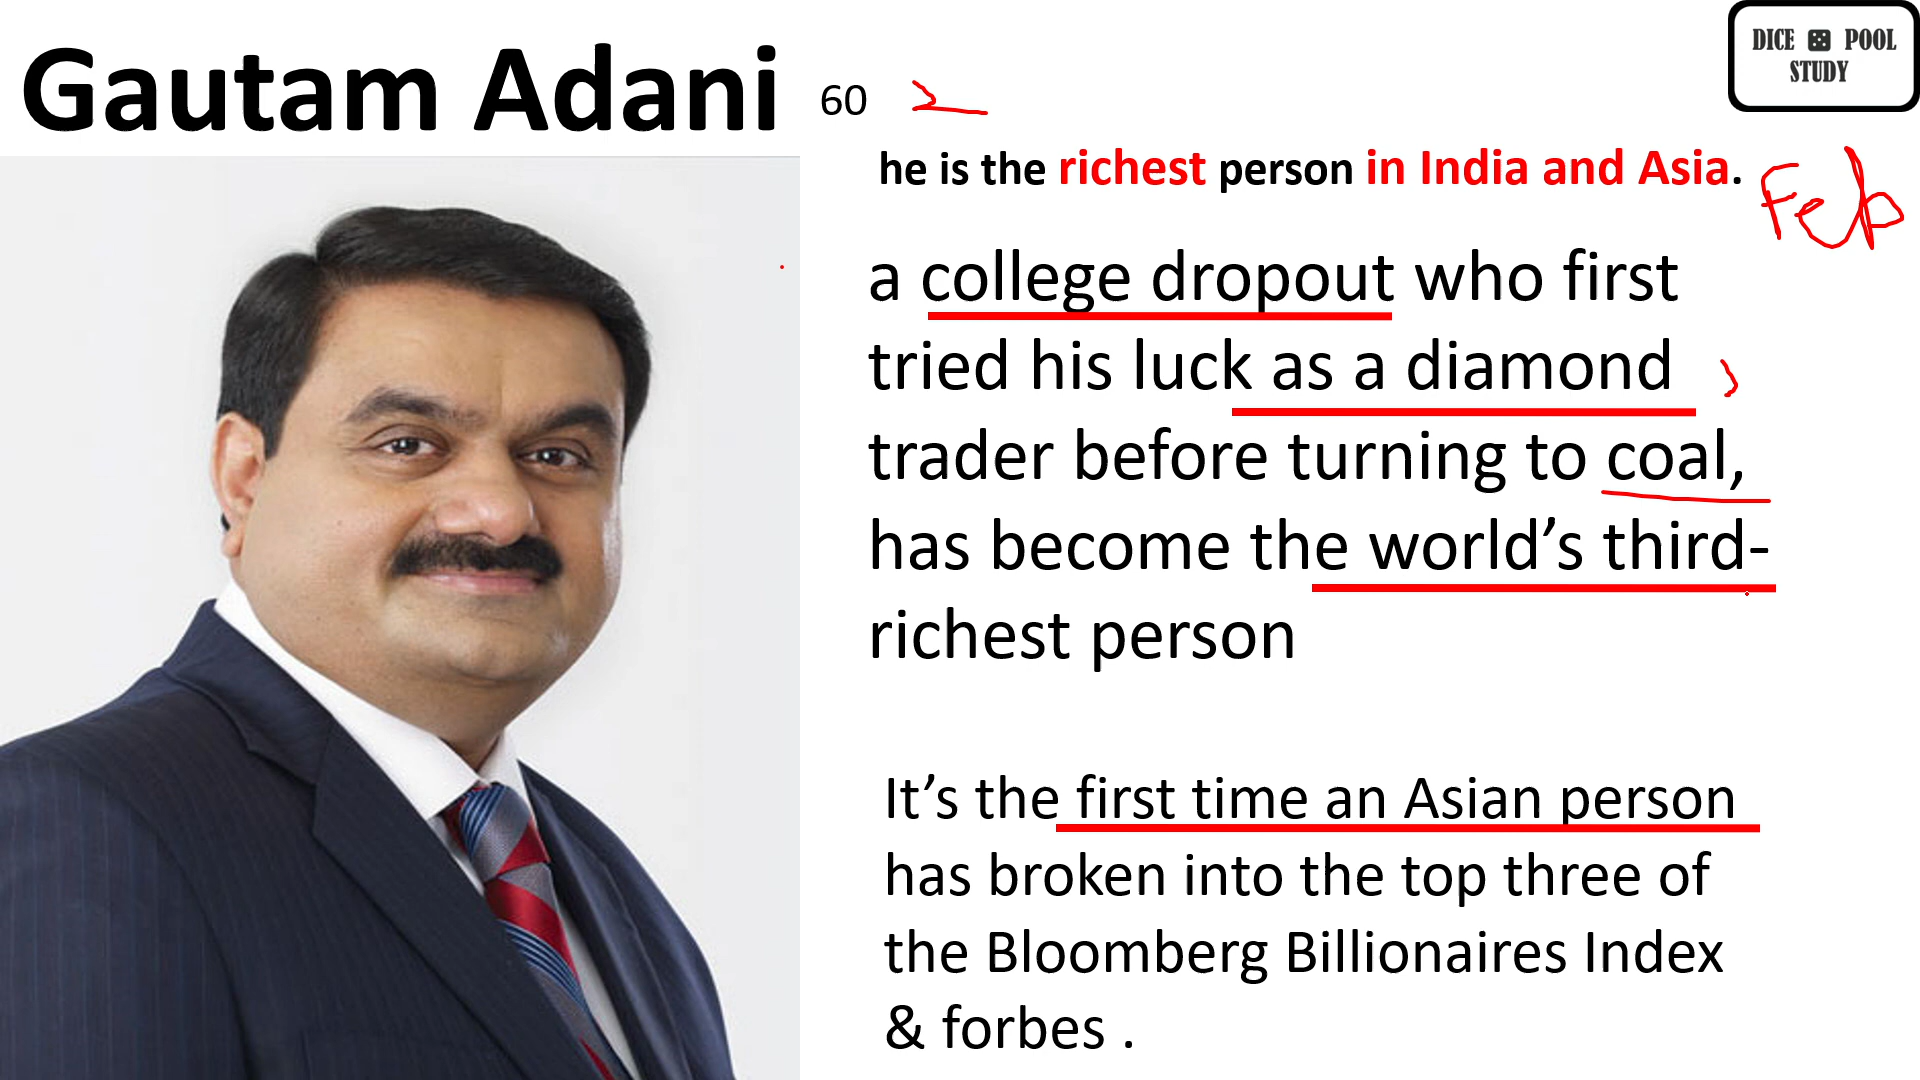 Gautam Adani 60
DICE POOL
STUDY
he is the richest person in India and Asia.
Feb
a college dropout who first
tried his luck as a diamond
trader before turning to coal,
has become the world’s third-
richest person
It’s the first time an Asian person
has broken into the top three of
the Bloomberg Billionaires Index
& forbes .